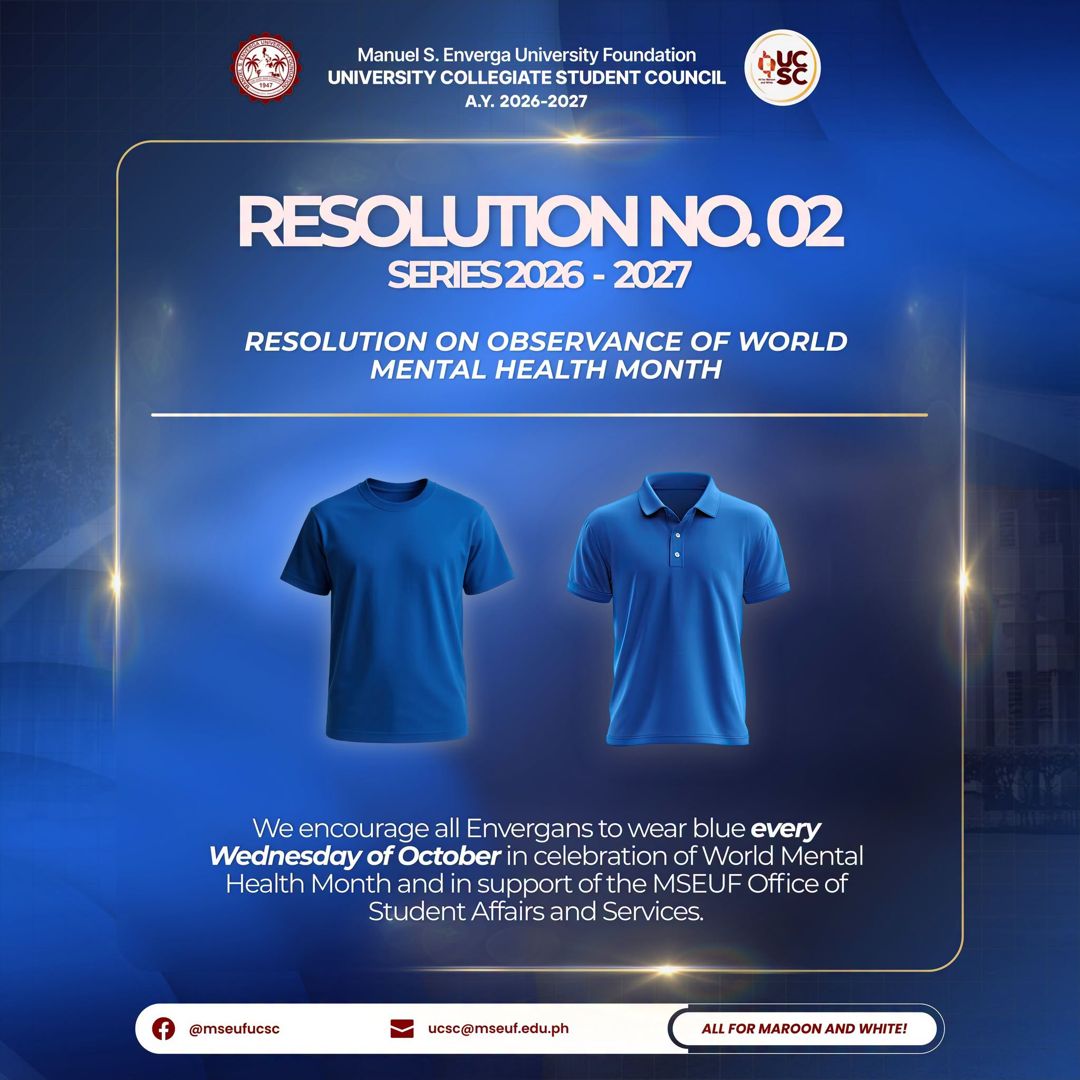 Manuel S. Enverga University Foundation
UNIVERSITY COLLEGIATE STUDENT COUNCIL
A.Y. 2026-2027
1947
UC
SC
RESOLUTION NO. 02
SERIES 2026 - 2027
RESOLUTION ON OBSERVANCE OF WORLD
MENTAL HEALTH MONTH
We encourage all Envergans to wear blue every
Wednesday of October in celebration of World Mental
Health Month and in support of the MSEUF Office of
Student Affairs and Services.
@mseufucsc
ucsc@mseuf.edu.ph
ALL FOR MAROON AND WHITE!